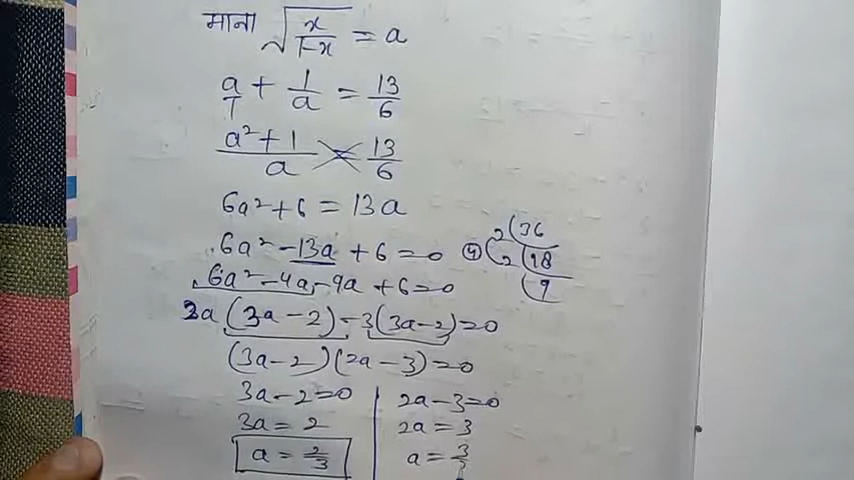 माना √(x/(1-x)) = a
a/1 + 1/a = 13/6
(a² + 1)/a = 13/6
6a² + 6 = 13a
6a² - 13a + 6 = 0
6a² - 4a - 9a + 6 = 0
2a(3a - 2) - 3(3a - 2) = 0
(3a - 2)(2a - 3) = 0
3a - 2 = 0
3a = 2
a = 2/3
2a - 3 = 0
2a = 3
a = 3/
④ 2 | 36
2 | 18
9